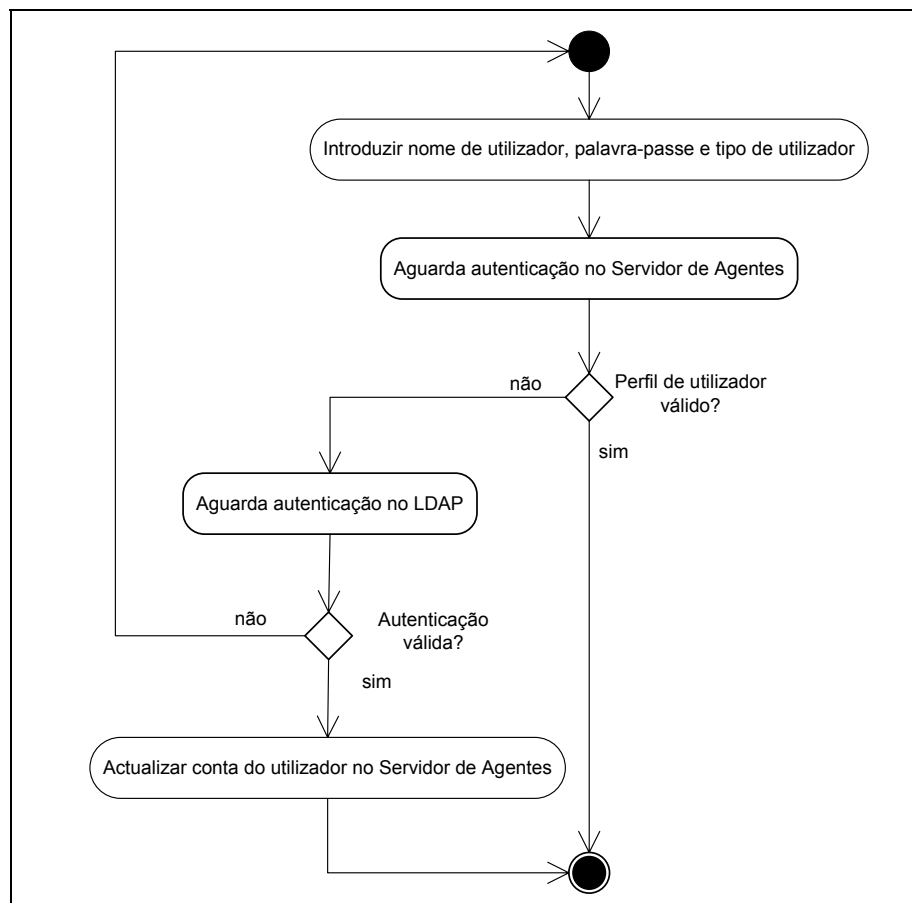 Introduzir nome de utilizador, palavra-passe e tipo de utilizador
Aguarda autenticação no Servidor de Agentes
Perfil de utilizador
válido?
não
sim
Aguarda autenticação no LDAP
Autenticação
válida?
não
sim
Actualizar conta do utilizador no Servidor de Agentes